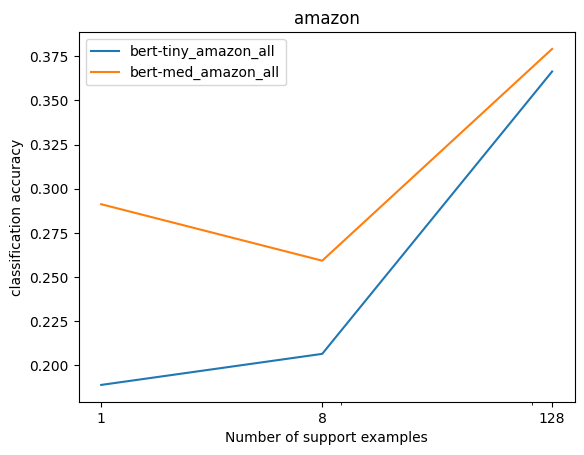 amazon
bert-tiny_amazon_all
bert-med_amazon_all
0.375
0.350
0.325
0.300
0.275
0.250
0.225
0.200
classification accuracy
1 8 128
Number of support examples